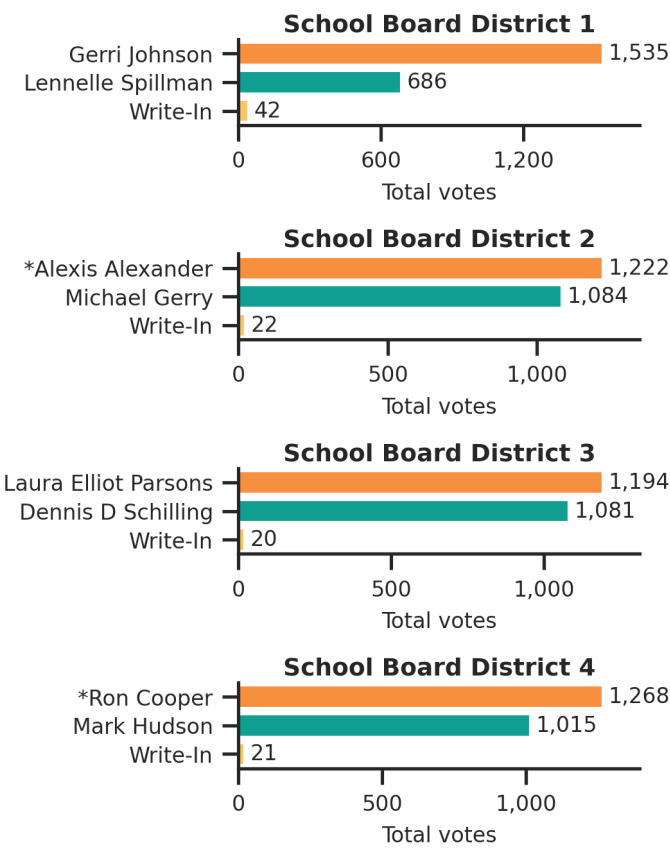 School Board District 1
Gerri Johnson 1,535
Lennelle Spillman 686
Write-In 42
0 600 1,200
Total votes
School Board District 2
*Alexis Alexander 1,222
Michael Gerry 1,084
Write-In 22
0 500 1,000
Total votes
School Board District 3
Laura Elliot Parsons 1,194
Dennis D Schilling 1,081
Write-In 20
0 500 1,000
Total votes
School Board District 4
*Ron Cooper 1,268
Mark Hudson 1,015
Write-In 21
0 500 1,000
Total votes